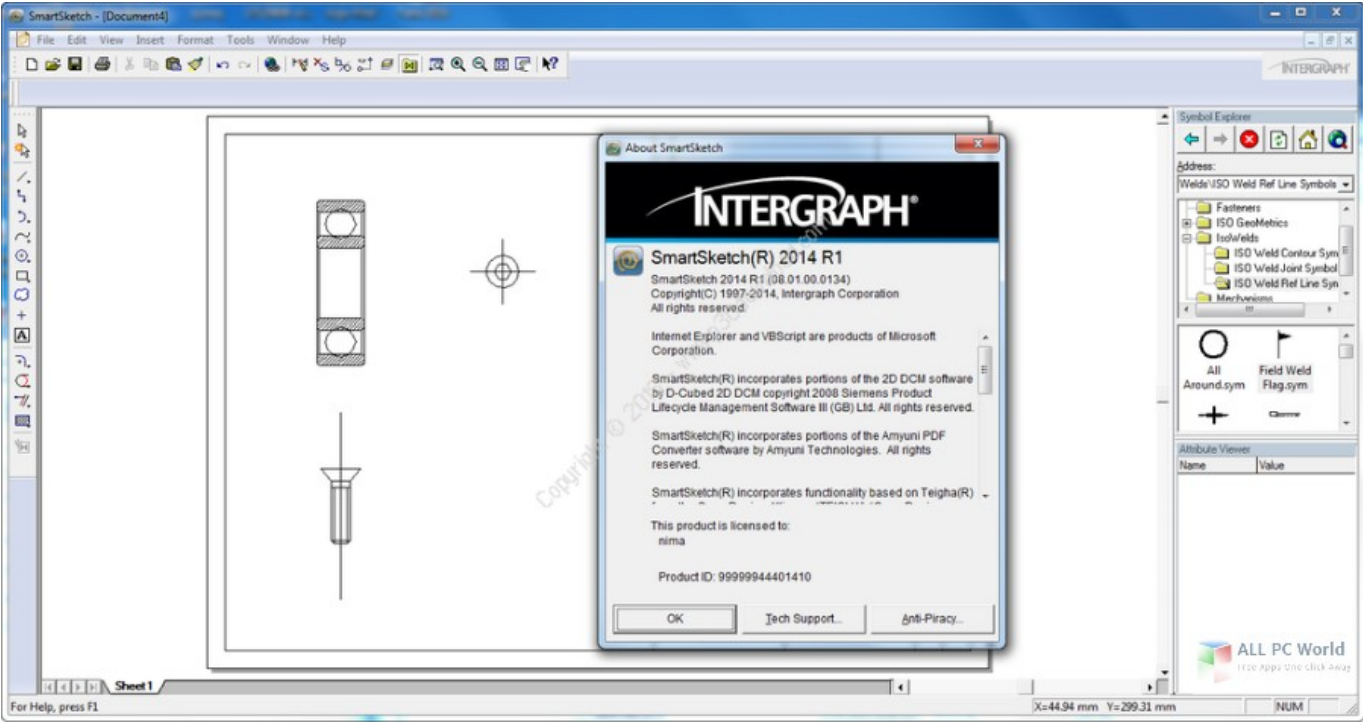 SmartSketch - [Document4]
File Edit View Insert Format Tools Window Help
INTERGRAPH
Symbol Explorer
Address:
Welds\ISO Weld Ref Line Symbols
Fasteners
ISO GeoMetrics
IsoWelds
ISO Weld Contour Sym
ISO Weld Joint Symbol
ISO Weld Ref Line Syn
Mechanisms
All
Around.sym
Field Weld
Flag.sym
Attribute Viewer
Name Value
About SmartSketch
INTERGRAPH®
SmartSketch(R) 2014 R1
SmartSketch 2014 R1 (08.01.00.0134)
Copyright(C) 1997-2014, Intergraph Corporation
All rights reserved.
Internet Explorer and VBScript are products of Microsoft
Corporation.
SmartSketch(R) incorporates portions of the 2D DCM software
by D-Cubed 2D DCM copyright 2008 Siemens Product
Lifecycle Management Software III (GB) Ltd. All rights reserved.
SmartSketch(R) incorporates portions of the Amyuni PDF
Converter software by Amyuni Technologies. All rights
reserved.
SmartSketch(R) incorporates functionality based on Teigha(R)
This product is licensed to:
nima
Product ID: 99999944401410
OK
Tech Support...
Anti-Piracy...
Copyright ©
ALL PC World
Free Apps One Click Away
Sheet1
For Help, press F1
X=44.94 mm Y=299.31 mm
NUM